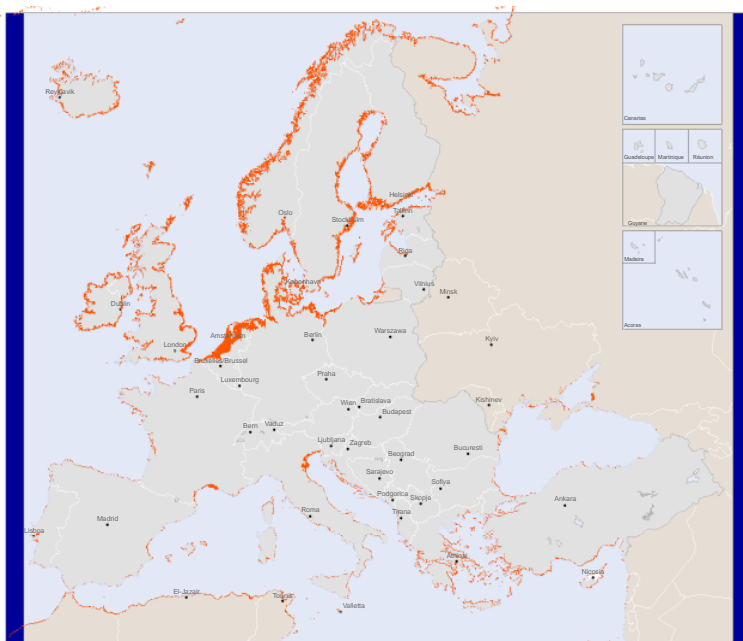 Canarias
Reykjavik
Guadeloupe
Martinique
Réunion
Guyane
Helsinki
Oslo
Tallinn
Stockholm
Madeira
Riga
København
Vilnius
Minsk
Dublin
Acores
Amsterdam
Berlin
Warszawa
London
Kyiv
Bruxelles/Brussel
Praha
Luxembourg
Paris
Kishinev
Wien
Bratislava
Budapest
Bern
Vaduz
Ljubljana
Zagreb
Bucuresti
Beograd
Sarajevo
Sofiya
Podgorica
Skopje
Ankara
Roma
Tirana
Madrid
Lisboa
Athina
Nicosia
El-Jazair
Tounis
Valletta